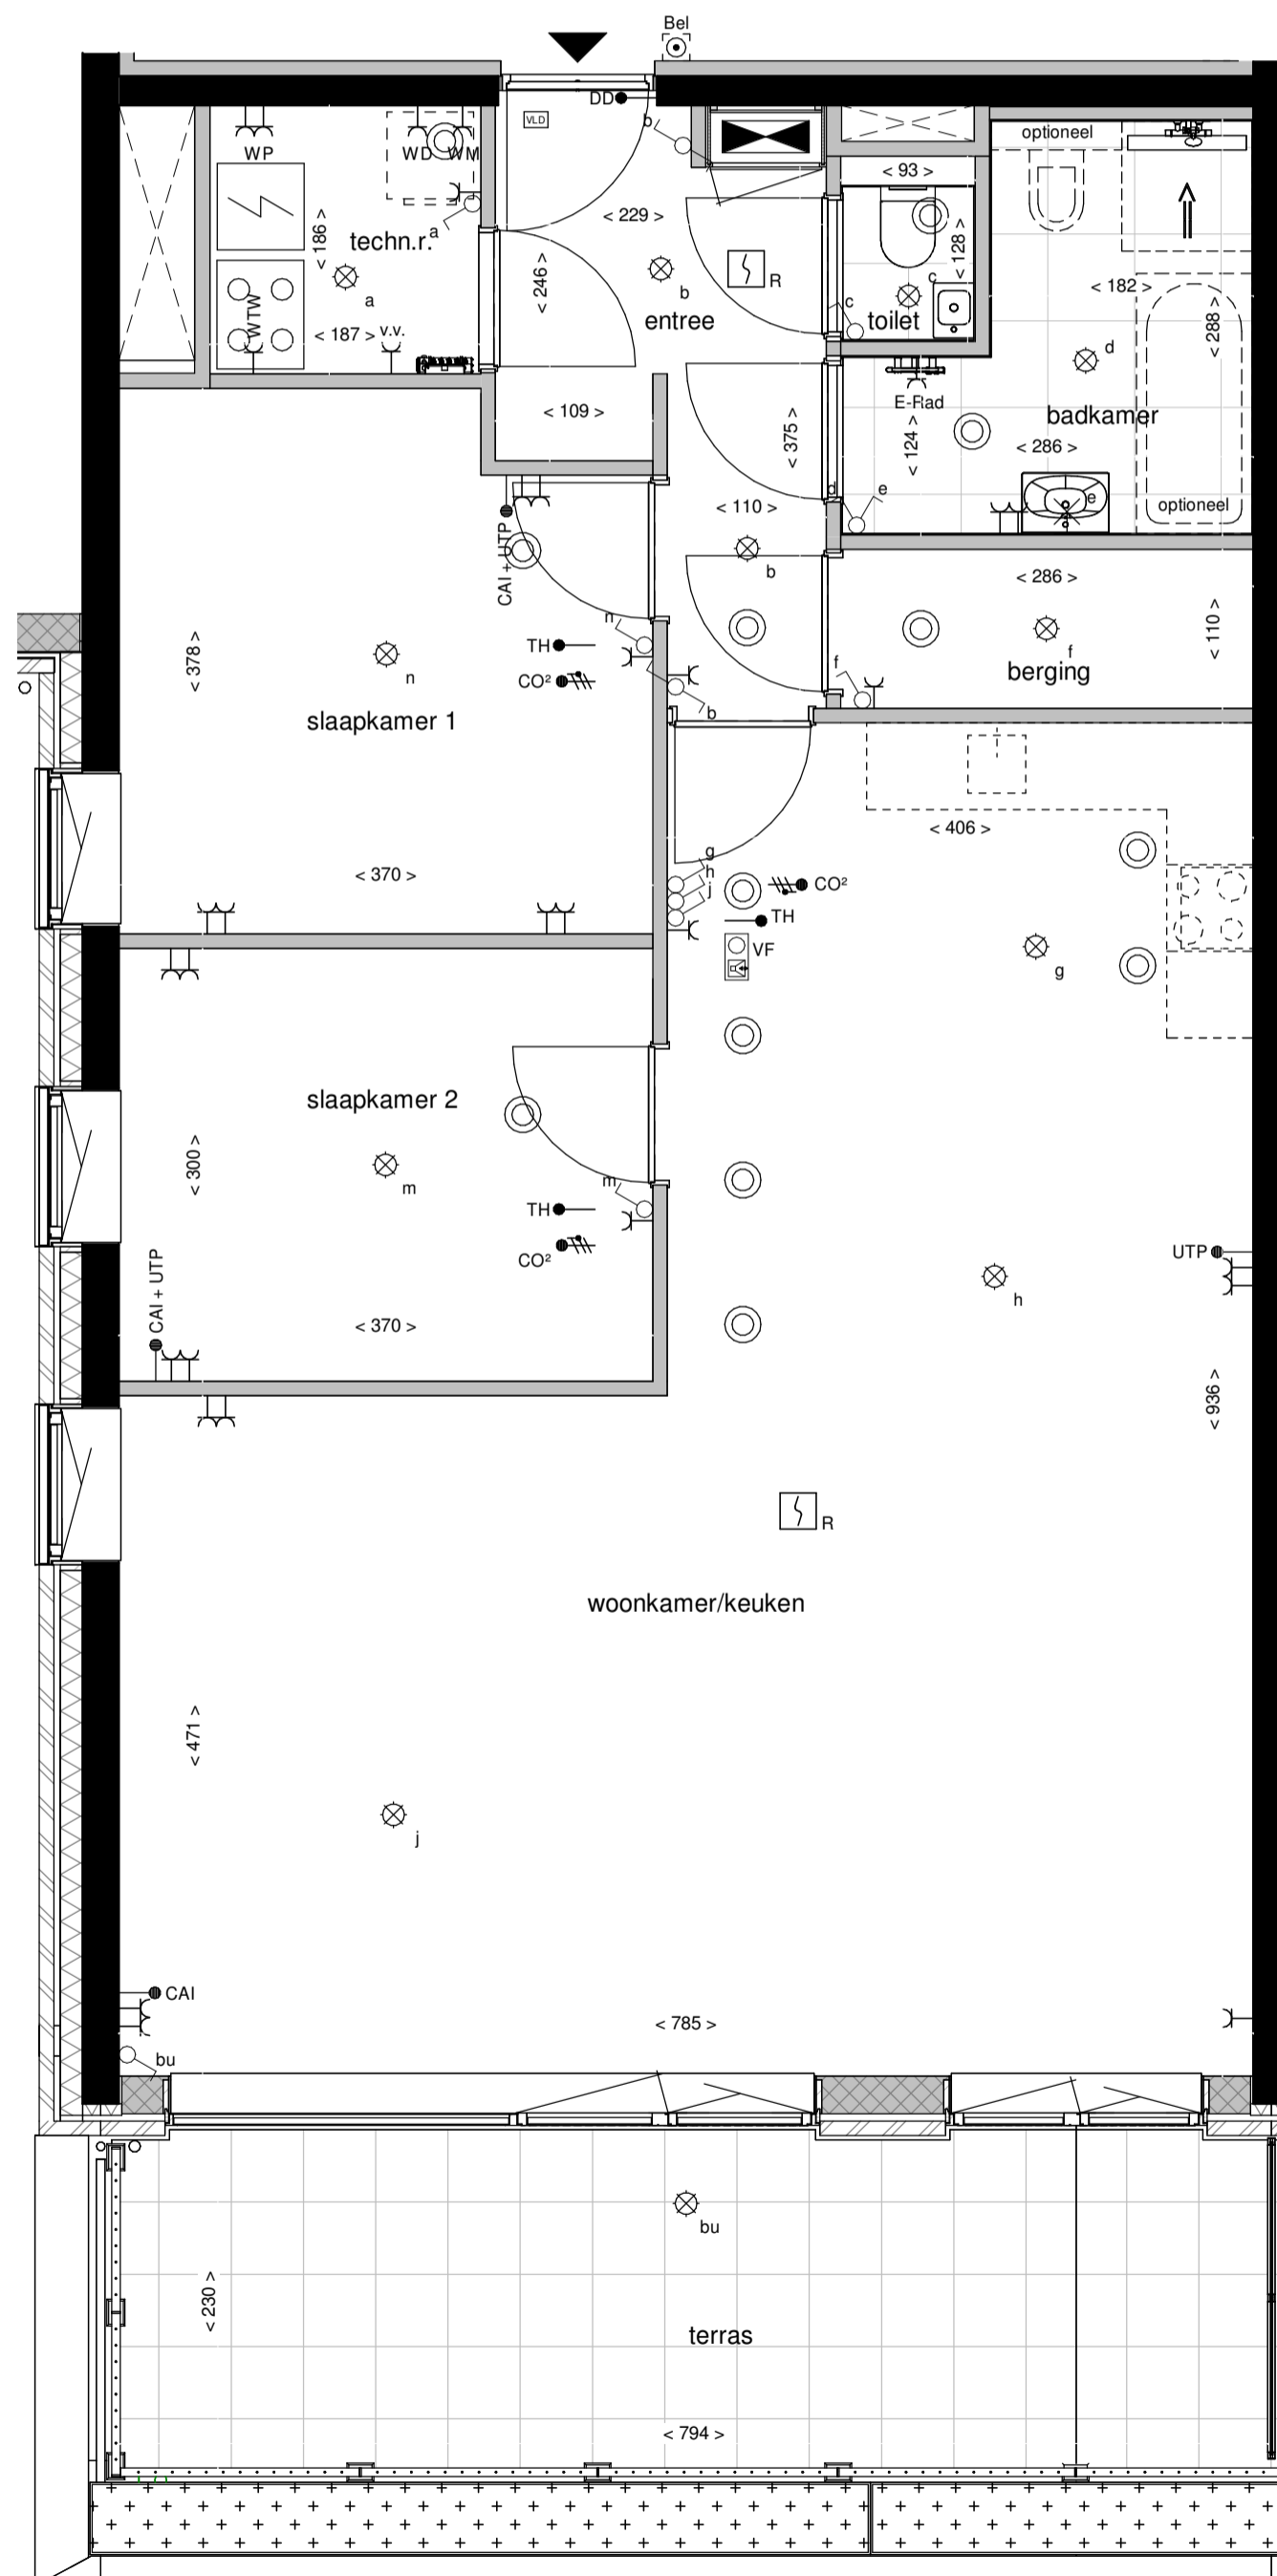 Bel
DD
VLD
b
optioneel
WP
WD
WM
< 93 >
a
techn.r.
< 186 >
< 229 >
< 128 >
< 246 >
R
c
< 182 >
a
b
c
WTW
< 187 >
v.v.
entree
toilet
< 288 >
d
E-Rad
< 109 >
badkamer
< 375 >
< 124 >
< 286 >
d
e
e
optioneel
< 110 >
CAI + UTP
b
< 286 >
n
< 110 >
TH
< 378 >
f
f
berging
n
CO²
b
slaapkamer 1
< 406 >
g
h
j
< 370 >
CO²
TH
VF
g
slaapkamer 2
< 300 >
m
m
TH
CO²
UTP
CAI + UTP
h
< 370 >
< 936 >
R
woonkamer/keuken
< 471 >
j
CAI
< 785 >
bu
bu
< 230 >
terras
< 794 >